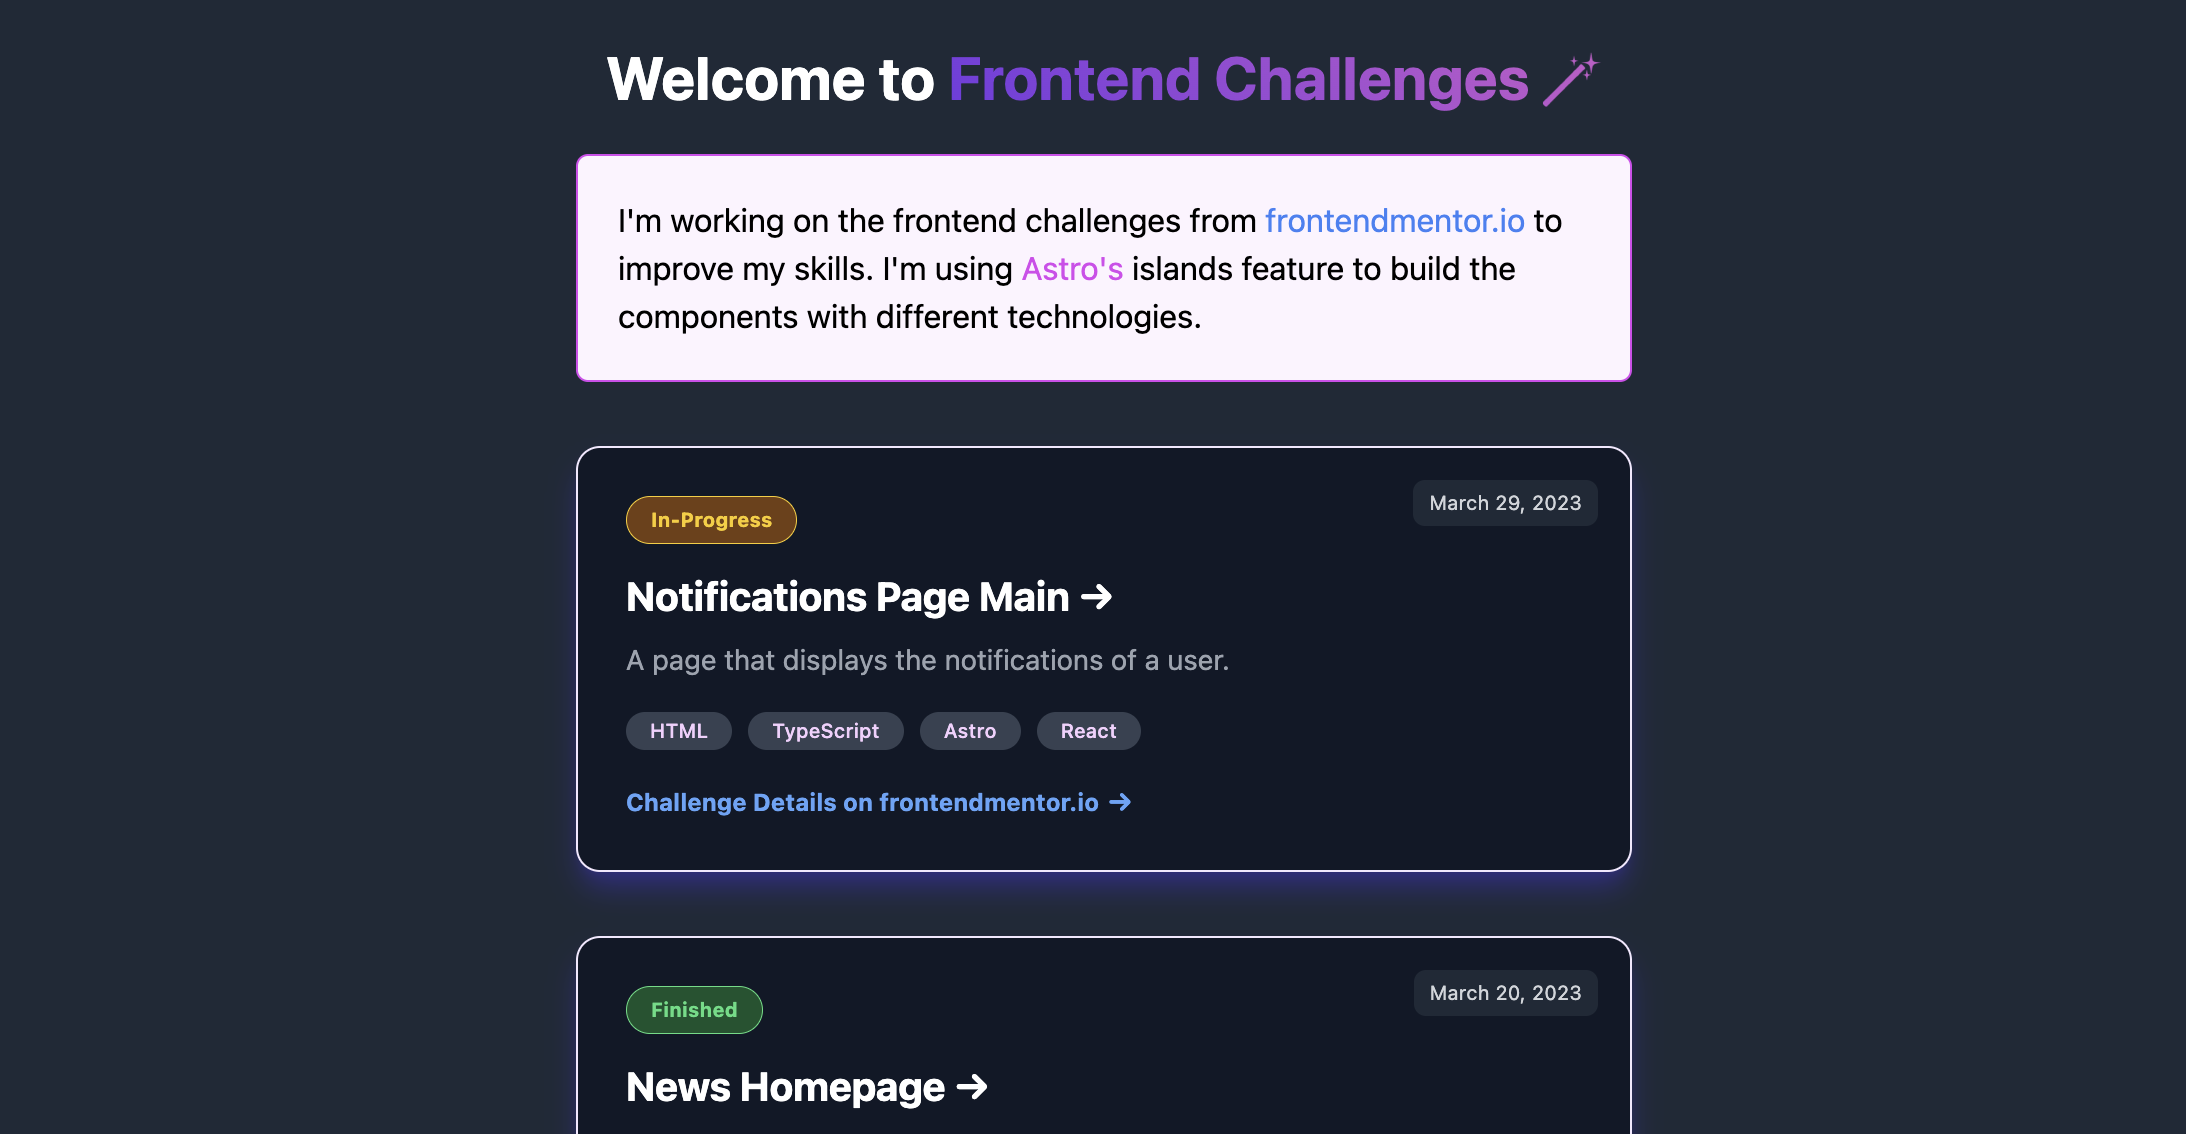 Welcome to Frontend Challenges
I'm working on the frontend challenges from frontendmentor.io to
improve my skills. I'm using Astro's islands feature to build the
components with different technologies.
In-Progress
March 29, 2023
Notifications Page Main →
A page that displays the notifications of a user.
HTML TypeScript Astro React
Challenge Details on frontendmentor.io →
Finished
March 20, 2023
News Homepage →